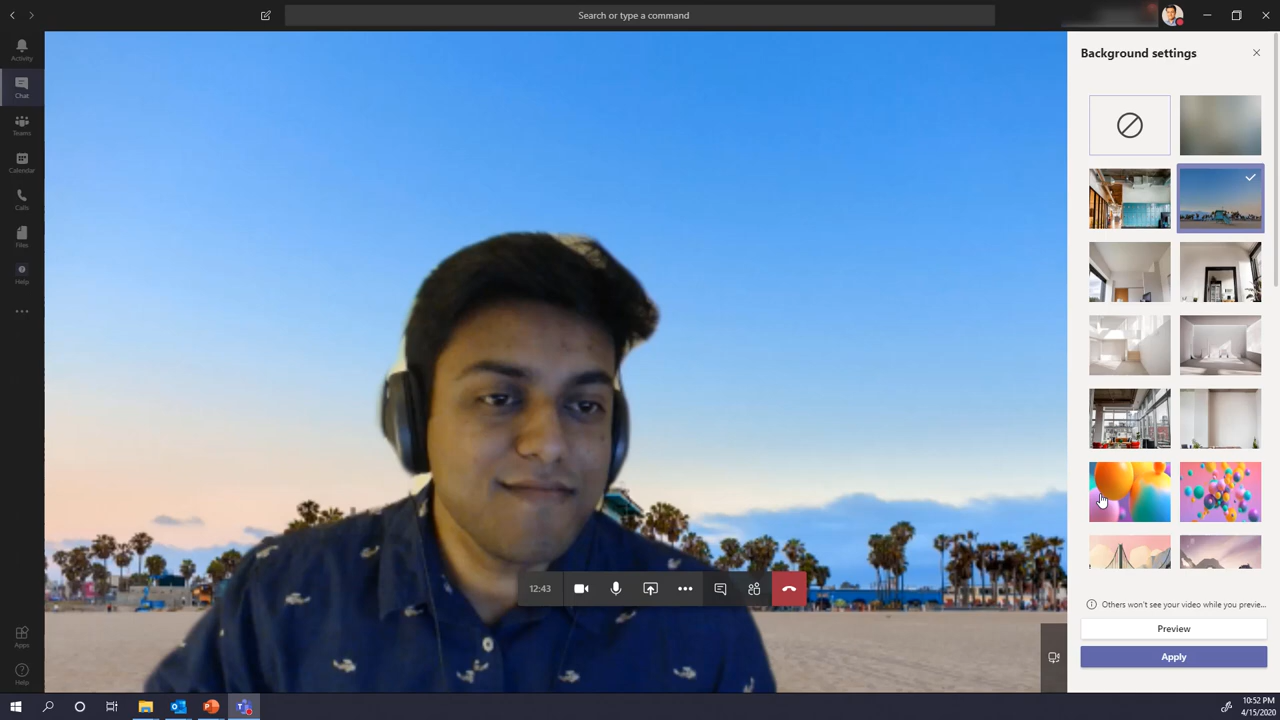 Search or type a command
Activity
Chat
Teams
Calendar
Calls
Files
Help
Apps
Help
Background settings
12:43
Others won't see your video while you previe...
Preview
Apply
10:52 PM
4/15/2020